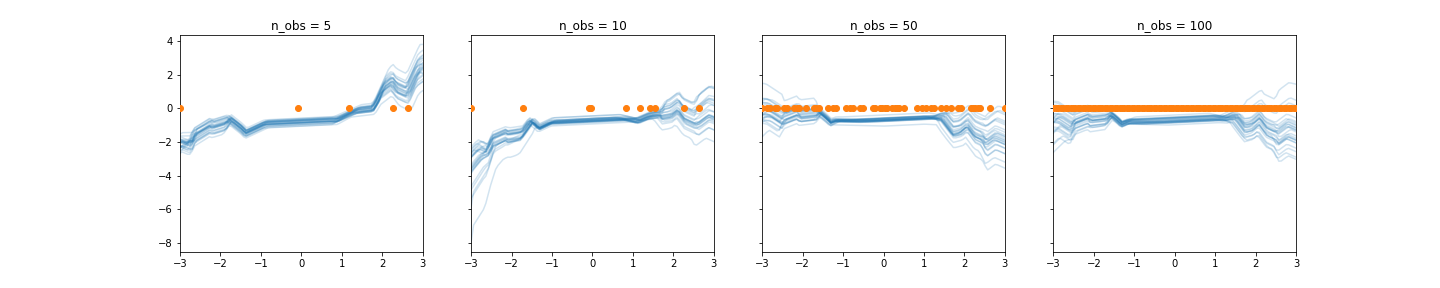 n_obs = 5
n_obs = 10
n_obs = 50
n_obs = 100
4
2
0
−2
−4
−6
−8
−3 −2 −1 0 1 2 3
−3 −2 −1 0 1 2 3
−3 −2 −1 0 1 2 3
−3 −2 −1 0 1 2 3